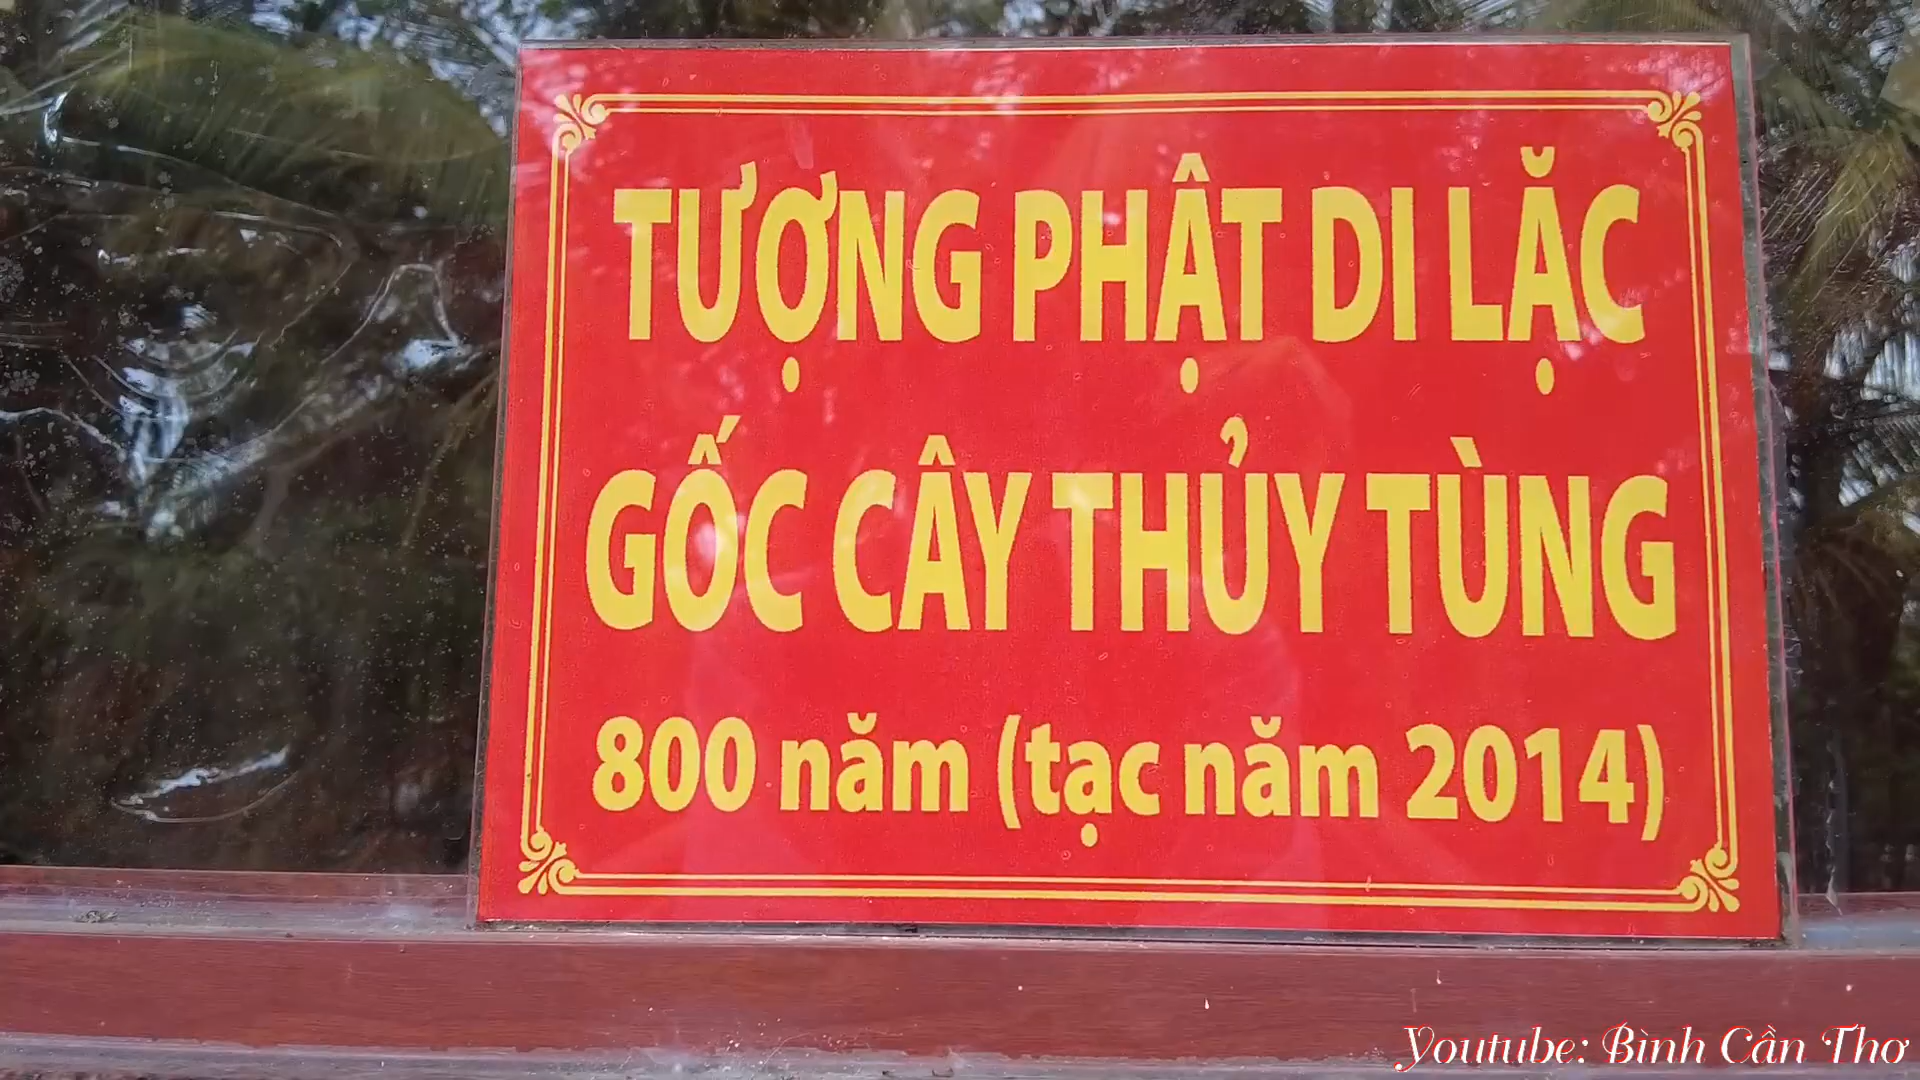 TƯỢNG PHẬT DI LẶC
GỐC CÂY THỦY TÙNG
800 năm (tạc năm 2014)
Youtube: Bình Cần Thơ